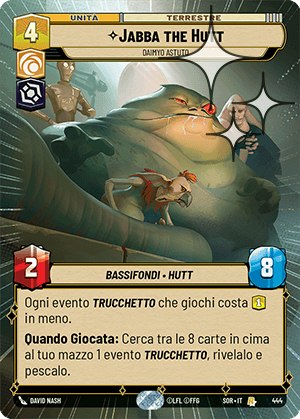 UNITÀ TERRESTRE
4
✧JABBA THE HUTT
DAIMYO ASTUTO
2
8
BASSIFONDI • HUTT
Ogni evento TRUCCHETTO che giochi costa 1
in meno.
Quando Giocata: Cerca tra le 8 carte in cima
al tuo mazzo 1 evento TRUCCHETTO, rivelalo e
pescalo.
DAVID NASH ©LFL ©FFG SOR • IT 444